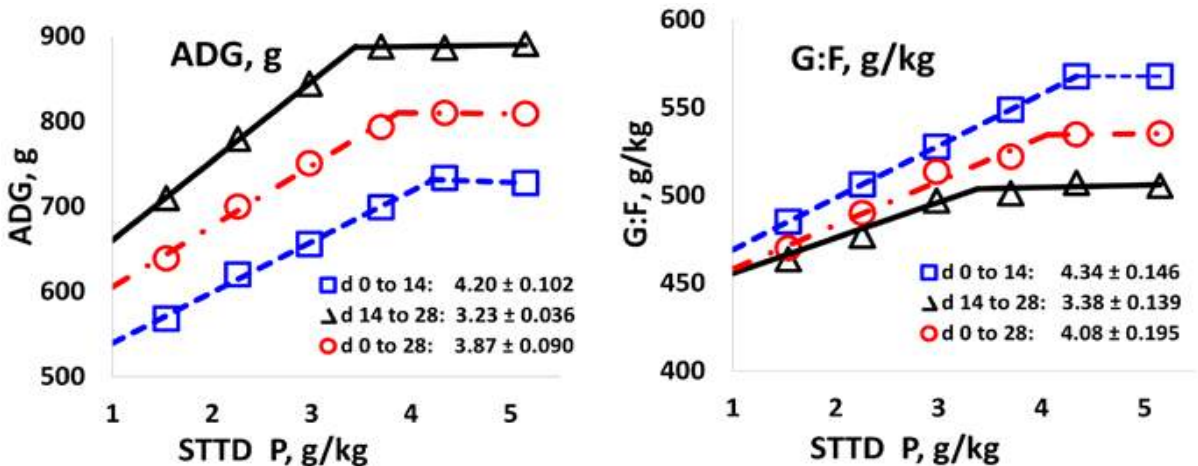 ADG, g
ADG, g
900
800
700
600
500
d 0 to 14: 4.20 ± 0.102
d 14 to 28: 3.23 ± 0.036
d 0 to 28: 3.87 ± 0.090
1 2 3 4 5
STTD P, g/kg
G:F, g/kg
G:F, g/kg
600
550
500
450
400
d 0 to 14: 4.34 ± 0.146
d 14 to 28: 3.38 ± 0.139
d 0 to 28: 4.08 ± 0.195
1 2 3 4 5
STTD P, g/kg